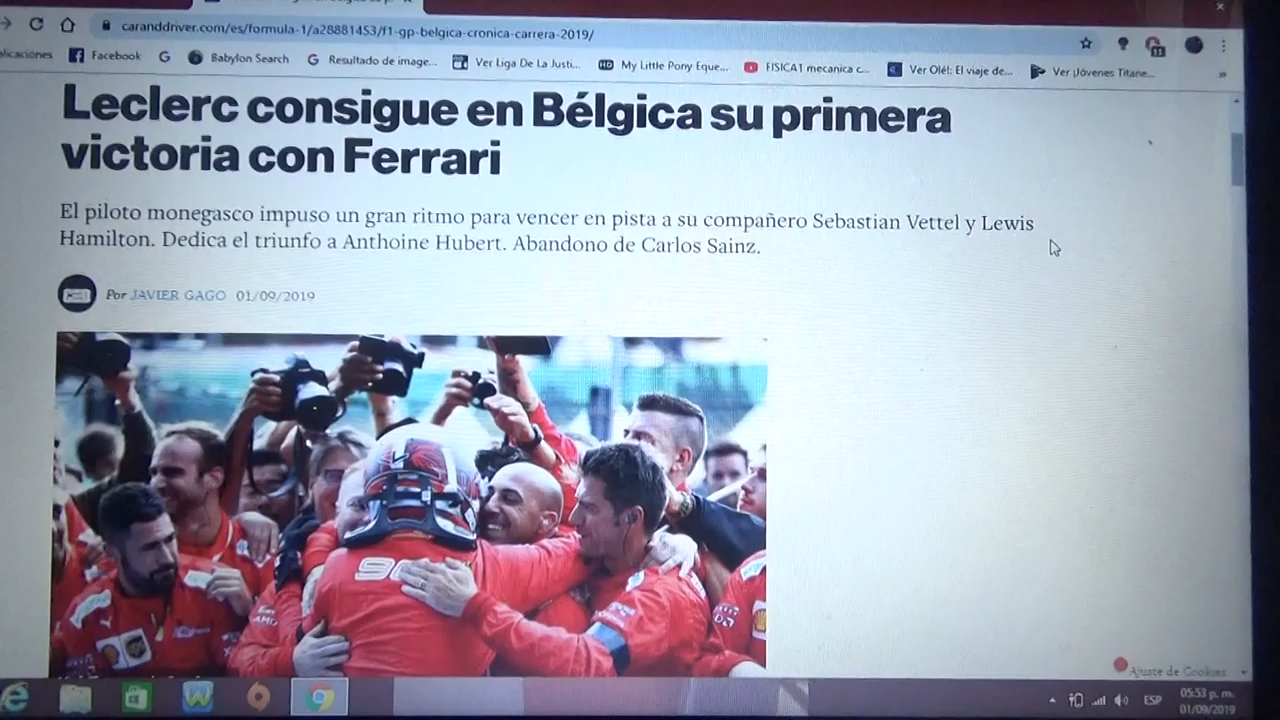 caranddriver.com/es/formula-1/a28881453/f1-gp-belgica-cronica-carrera-2019/
licaciones Facebook Babylon Search Resultado de image... Ver Liga De La Justi... My Little Pony Eque... FISICA1 mecanica c... Ver Olé!: El viaje de... Ver ¡Jóvenes Titane...
Leclerc consigue en Bélgica su primera
victoria con Ferrari
El piloto monegasco impuso un gran ritmo para vencer en pista a su compañero Sebastian Vettel y Lewis
Hamilton. Dedica el triunfo a Anthoine Hubert. Abandono de Carlos Sainz.
Por JAVIER GAGO 01/09/2019
Ajuste de Cookies
ESP
05:53 p. m.
01/09/2019